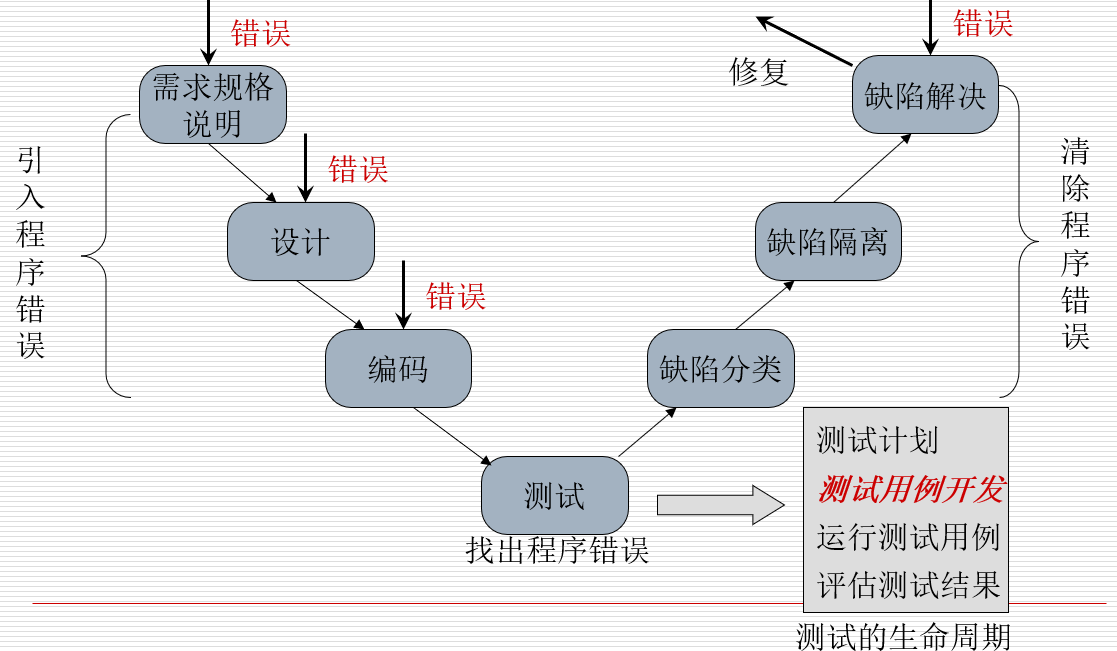 错误
需求规格
说明
引入程序错误
错误
设计
错误
编码
测试
找出程序错误
缺陷分类
缺陷隔离
缺陷解决
错误
修复
清除程序错误
测试计划
测试用例开发
运行测试用例
评估测试结果
测试的生命周期